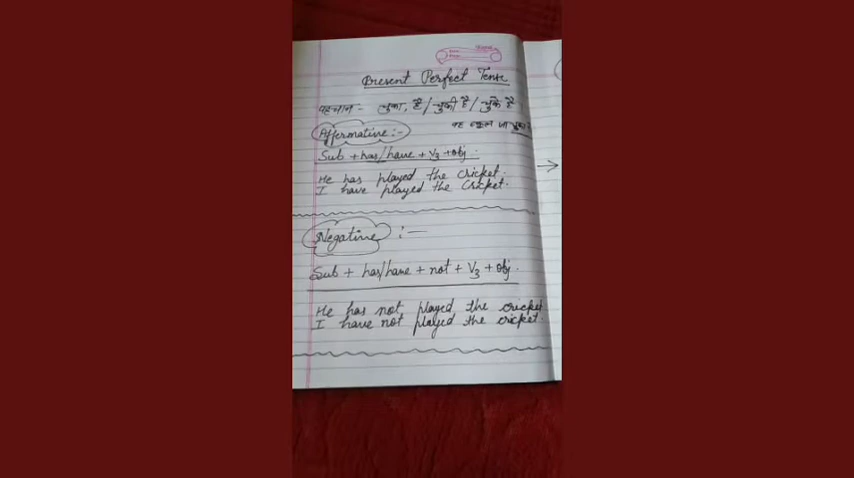 Present Perfect Tense
पहचान:- चुका, है / चुकी है / चुके है
वह स्कूल जा चुका
Affermative :-
Sub + has/have + V3 + obj.
He has played the cricket.
I have played the cricket.
Negative :-
Sub + has/have + not + V3 + obj.
He has not played the cricket
I have not played the cricket.